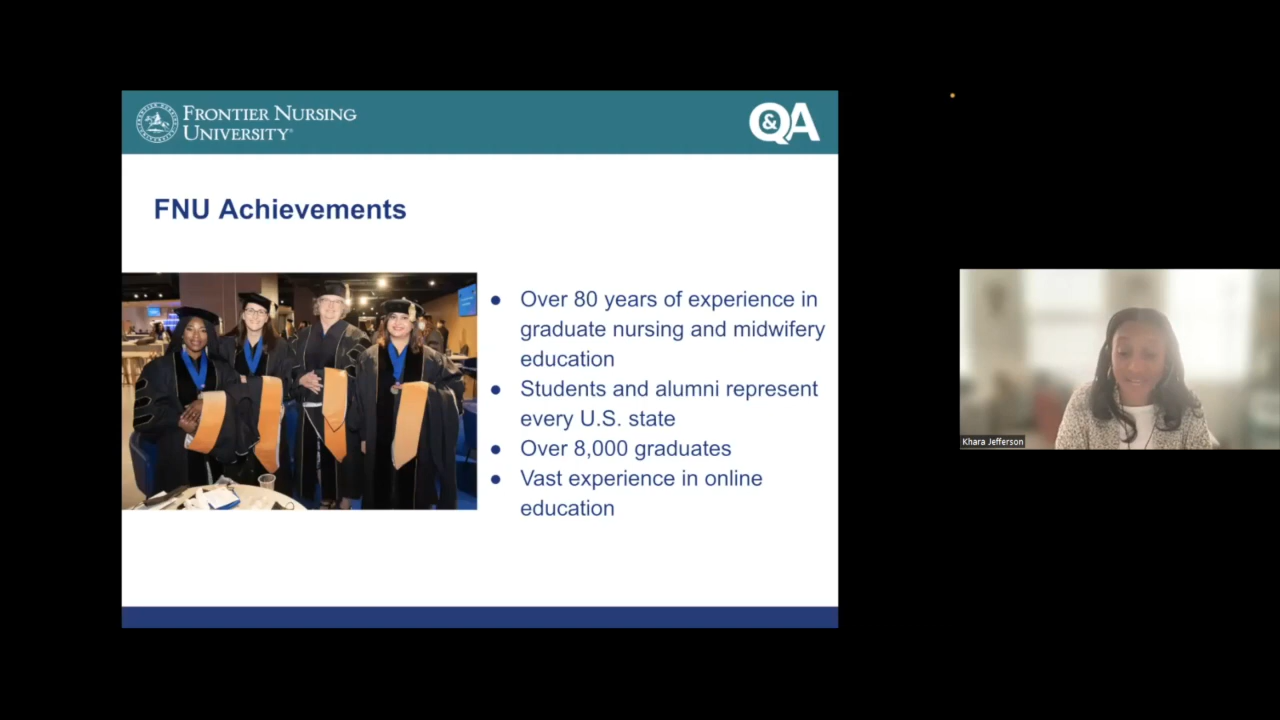 FRONTIER NURSING
UNIVERSITY
Q&A
FNU Achievements
● Over 80 years of experience in
graduate nursing and midwifery
education
● Students and alumni represent
every U.S. state
● Over 8,000 graduates
● Vast experience in online
education
Khara Jefferson